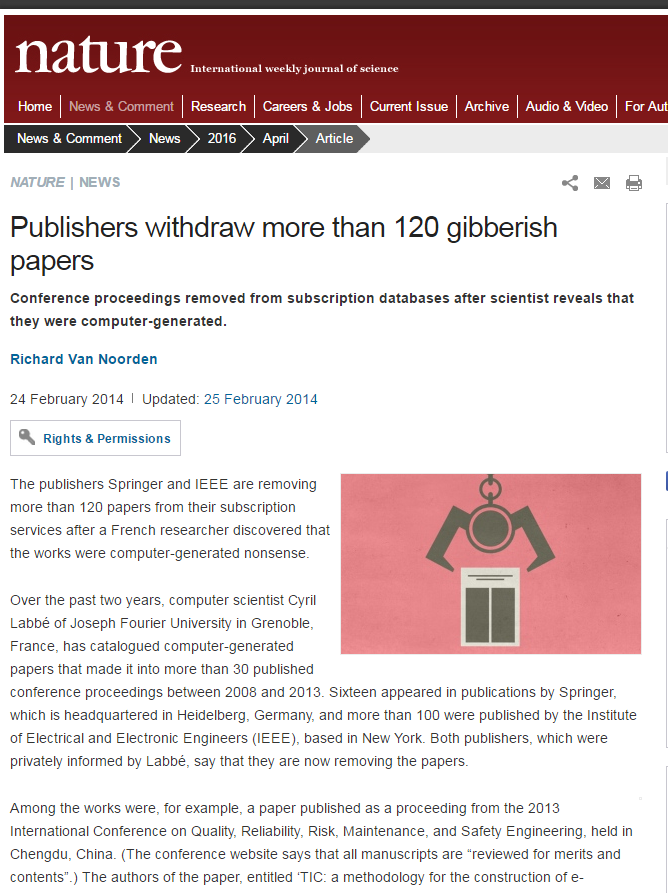 nature International weekly journal of science
Home News & Comment Research Careers & Jobs Current Issue Archive Audio & Video For Aut
News & Comment News 2016 April Article
NATURE | NEWS
Publishers withdraw more than 120 gibberish
papers
Conference proceedings removed from subscription databases after scientist reveals that
they were computer-generated.
Richard Van Noorden
24 February 2014 | Updated: 25 February 2014
Rights & Permissions
The publishers Springer and IEEE are removing
more than 120 papers from their subscription
services after a French researcher discovered that
the works were computer-generated nonsense.
Over the past two years, computer scientist Cyril
Labbé of Joseph Fourier University in Grenoble,
France, has catalogued computer-generated
papers that made it into more than 30 published
conference proceedings between 2008 and 2013. Sixteen appeared in publications by Springer,
which is headquartered in Heidelberg, Germany, and more than 100 were published by the Institute
of Electrical and Electronic Engineers (IEEE), based in New York. Both publishers, which were
privately informed by Labbé, say that they are now removing the papers.
Among the works were, for example, a paper published as a proceeding from the 2013
International Conference on Quality, Reliability, Risk, Maintenance, and Safety Engineering, held in
Chengdu, China. (The conference website says that all manuscripts are “reviewed for merits and
contents”.) The authors of the paper, entitled ‘TIC: a methodology for the construction of e-